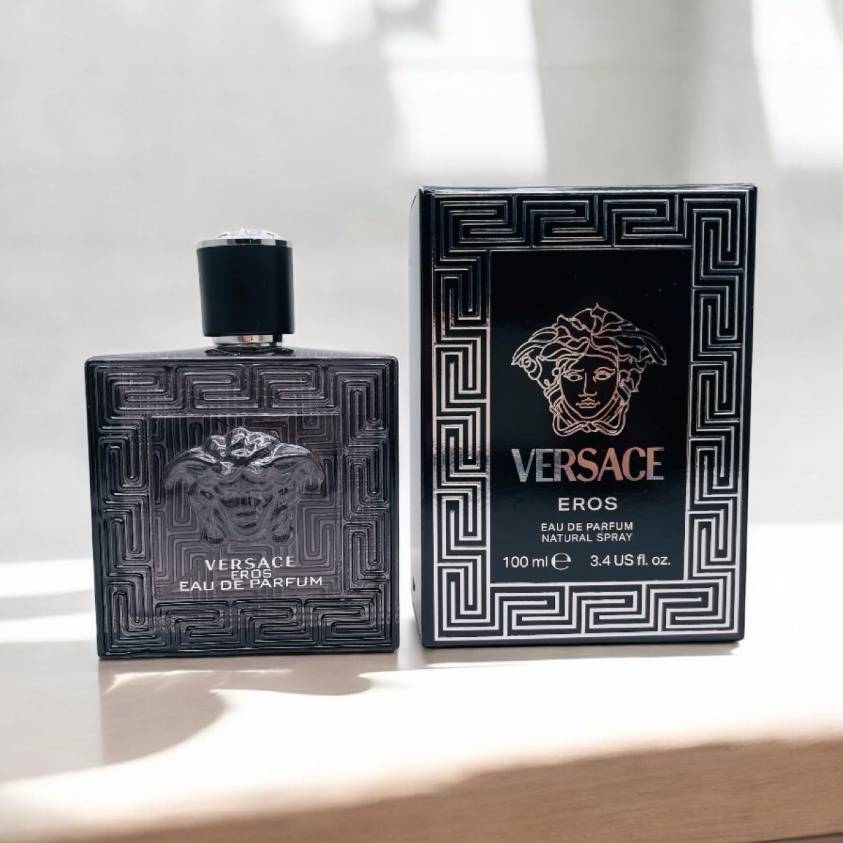 VERSACE
EROS
EAU DE PARFUM
VERSACE
EROS
EAU DE PARFUM
NATURAL SPRAY
100 ml ℮ 3.4 US fl. oz.